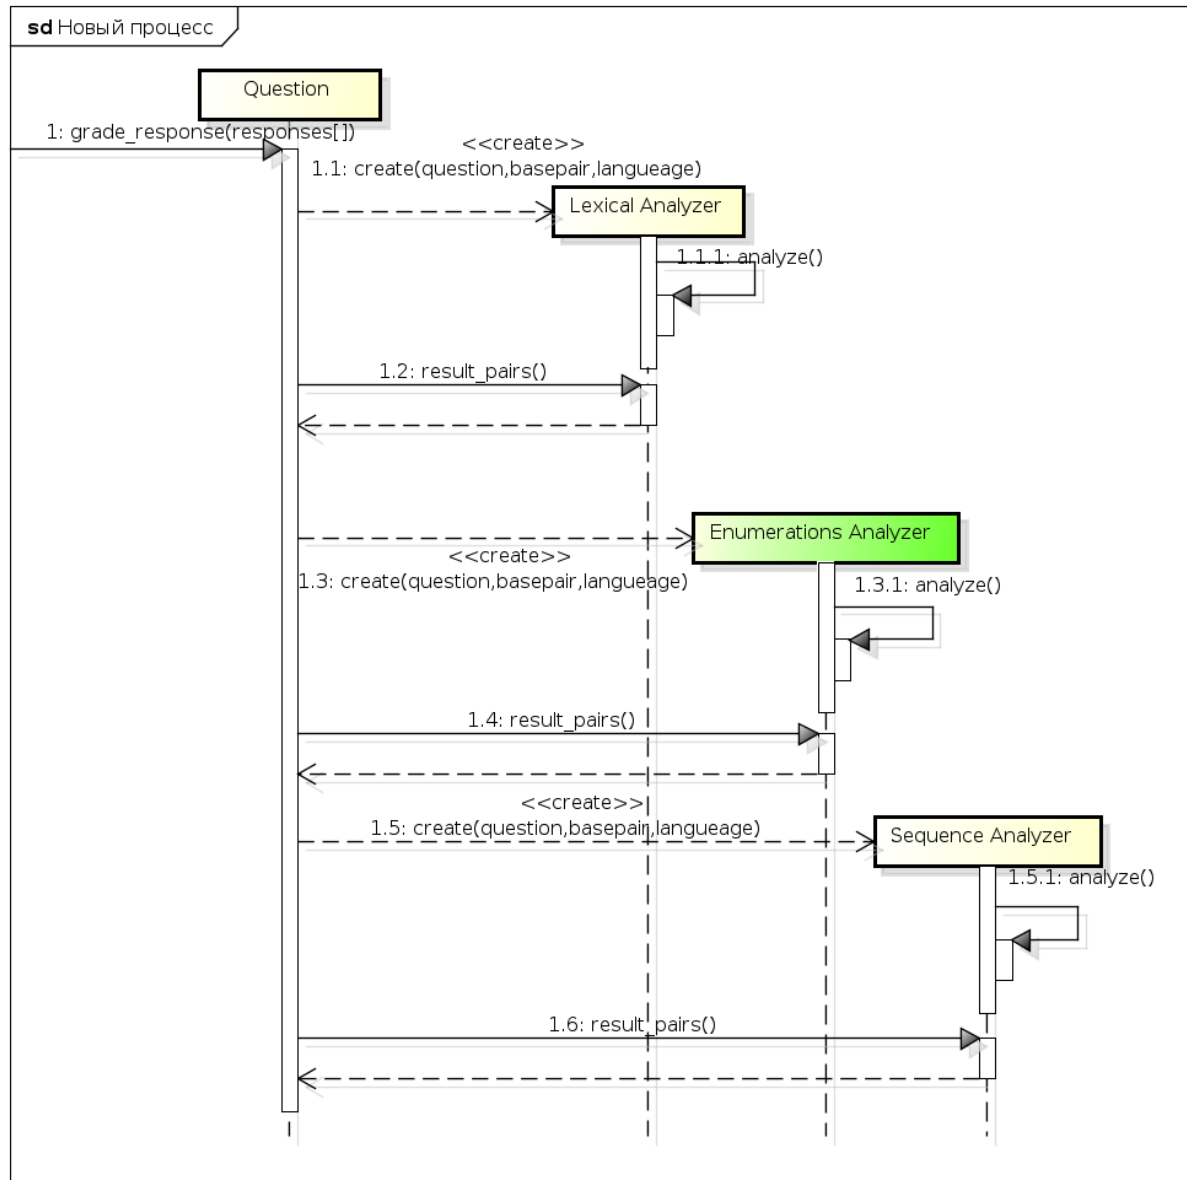 sd Новый процесс
Question
1: grade_response(responses[])
<<create>>
1.1: create(question,basepair,langueage)
Lexical Analyzer
1.1.1: analyze()
1.2: result_pairs()
Enumerations Analyzer
<<create>>
1.3: create(question,basepair,langueage)
1.3.1: analyze()
1.4: result_pairs()
<<create>>
1.5: create(question,basepair,langueage)
Sequence Analyzer
1.5.1: analyze()
1.6: result_pairs()